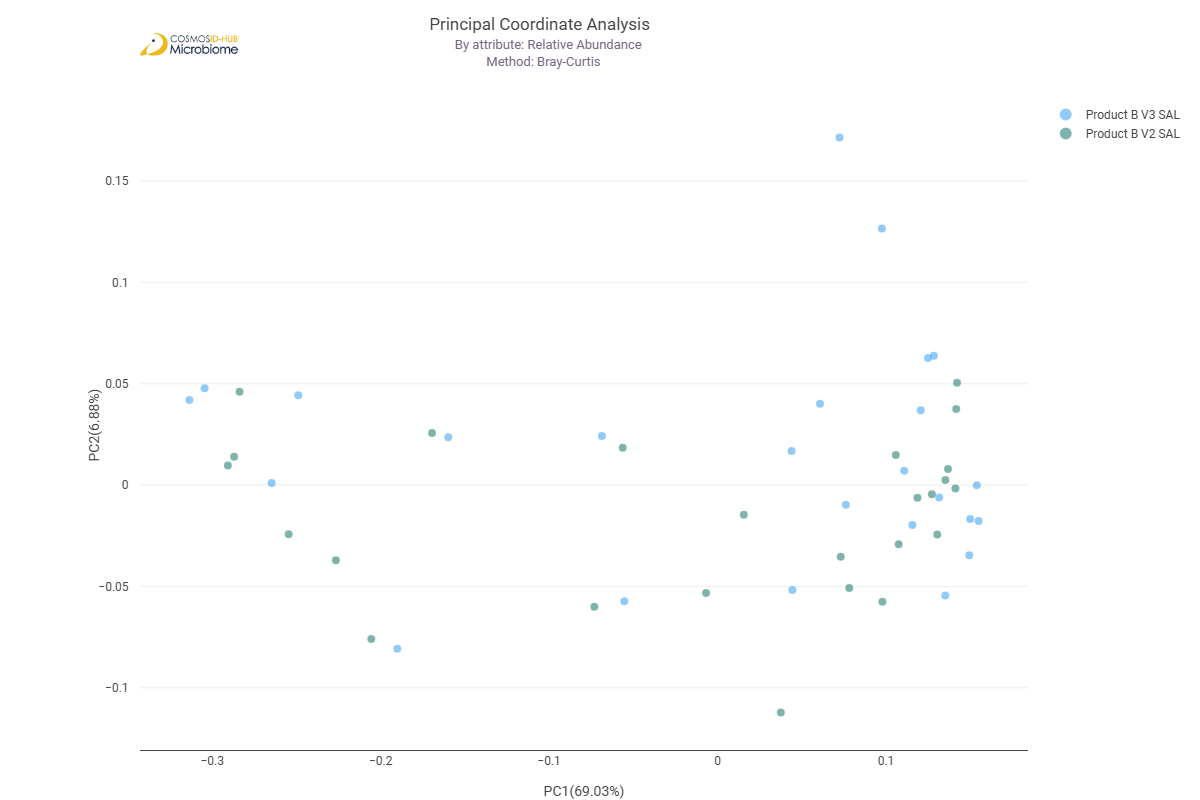 Principal Coordinate Analysis
By attribute: Relative Abundance
Method: Bray-Curtis
COSMOSID-HUB
Microbiome
Product B V3 SAL
Product B V2 SAL
0.15
0.1
0.05
0
−0.05
−0.1
PC2(6.88%)
−0.3
−0.2
−0.1
0
0.1
PC1(69.03%)